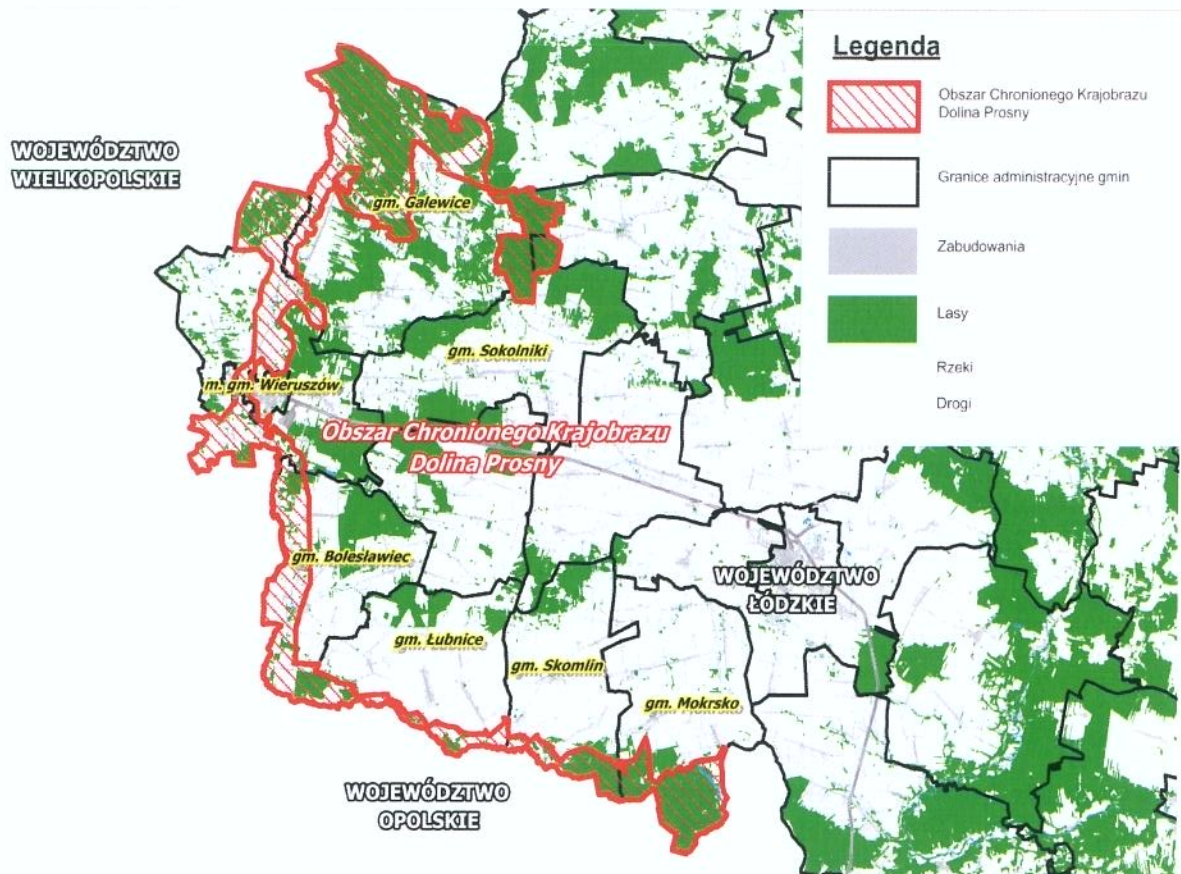 Legenda
Obszar Chronionego Krajobrazu
Dolina Prosny
Granice administracyjne gmin
Zabudowania
Lasy
Rzeki
Drogi
WOJEWÓDZTWO
WIELKOPOLSKIE
gm. Galewice
gm. Sokolniki
m. gm. Wieruszów
Obszar Chronionego Krajobrazu
Dolina Prosny
gm. Bolesławiec
WOJEWÓDZTWO
ŁÓDZKIE
gm. Łubnice
gm. Skomlin
gm. Mokrsko
WOJEWÓDZTWO
OPOLSKIE